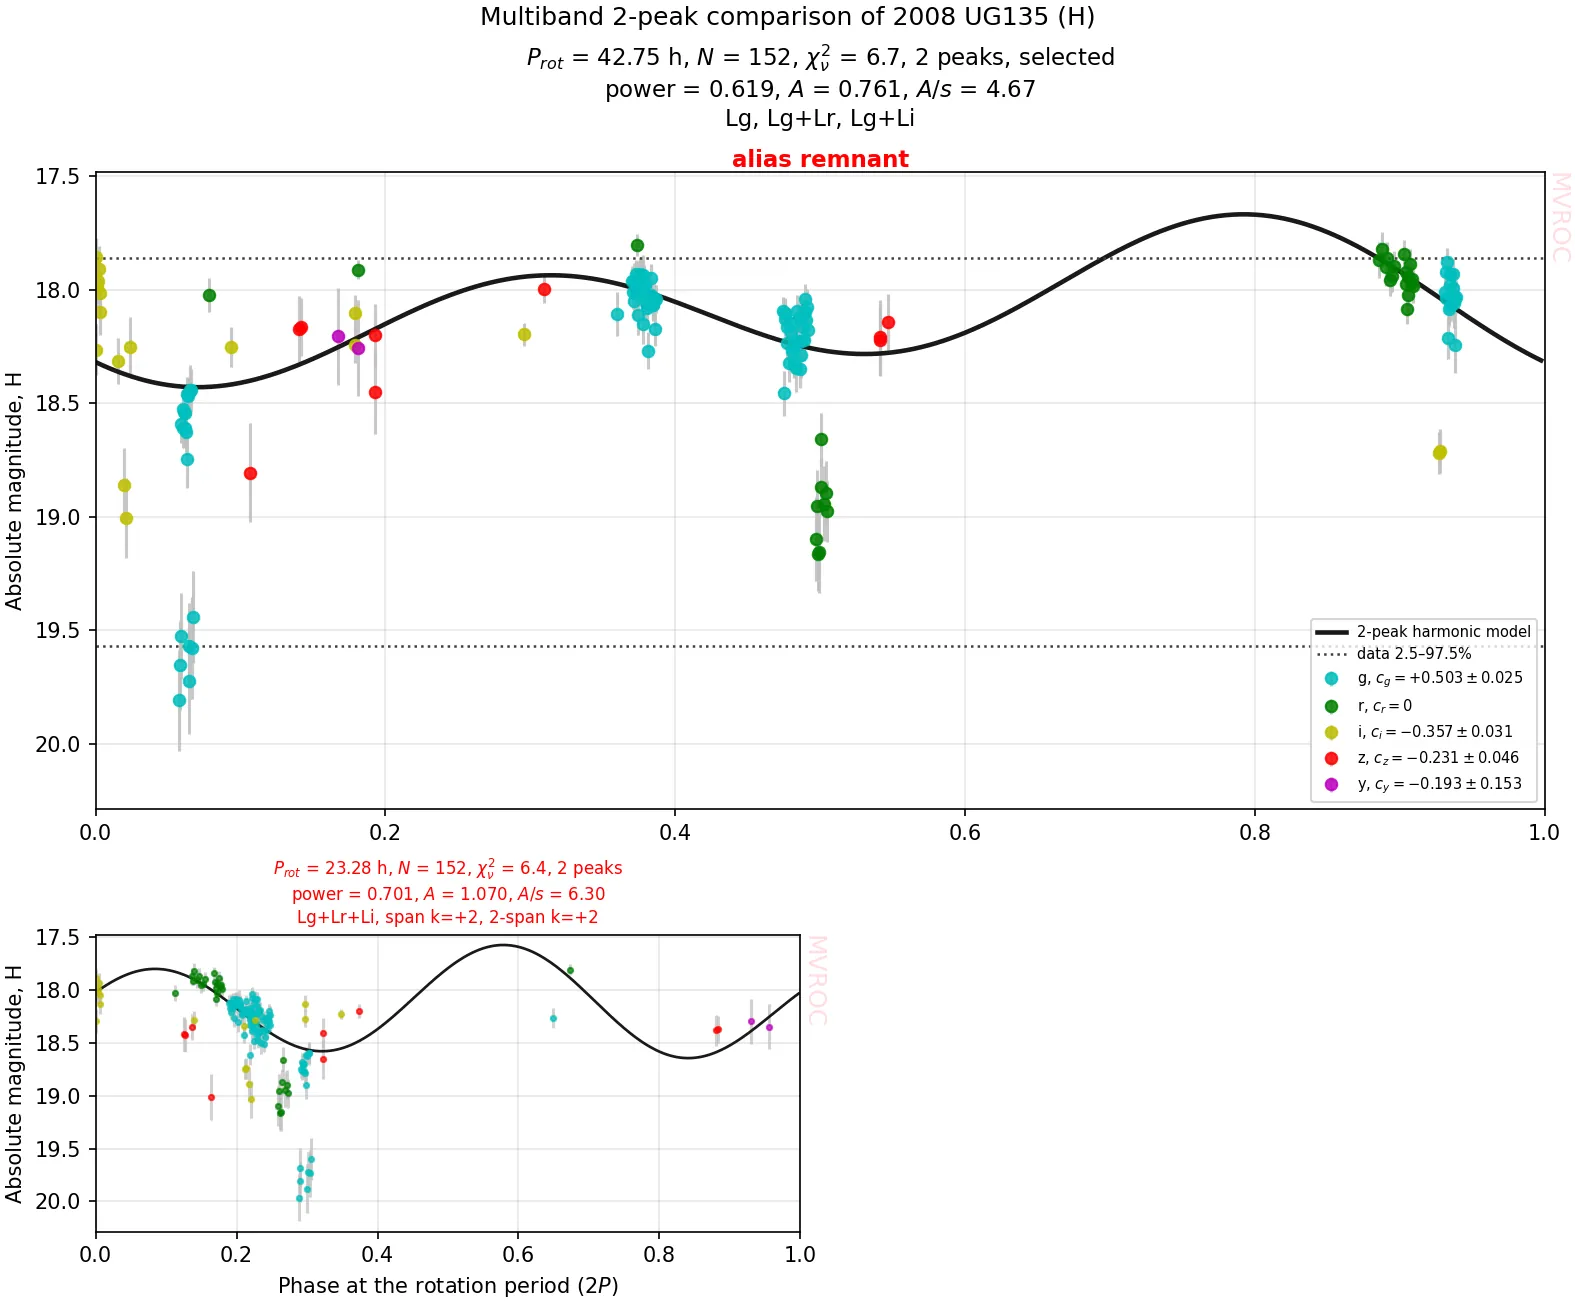 Multiband 2-peak comparison of 2008 UG135 (H)
P_rot = 42.75 h, N = 152, χ²_ν = 6.7, 2 peaks, selected
power = 0.619, A = 0.761, A/s = 4.67
Lg, Lg+Lr, Lg+Li
alias remnant
MVROC
Absolute magnitude, H
17.5
18.0
18.5
19.0
19.5
20.0
2-peak harmonic model
data 2.5–97.5%
g, c_g = +0.503 ± 0.025
r, c_r = 0
i, c_i = −0.357 ± 0.031
z, c_z = −0.231 ± 0.046
y, c_y = −0.193 ± 0.153
0.0 0.2 0.4 0.6 0.8 1.0
P_rot = 23.28 h, N = 152, χ²_ν = 6.4, 2 peaks
power = 0.701, A = 1.070, A/s = 6.30
Lg+Lr+Li, span k=+2, 2-span k=+2
MVROC
Absolute magnitude, H
17.5
18.0
18.5
19.0
19.5
20.0
0.0 0.2 0.4 0.6 0.8 1.0
Phase at the rotation period (2P)